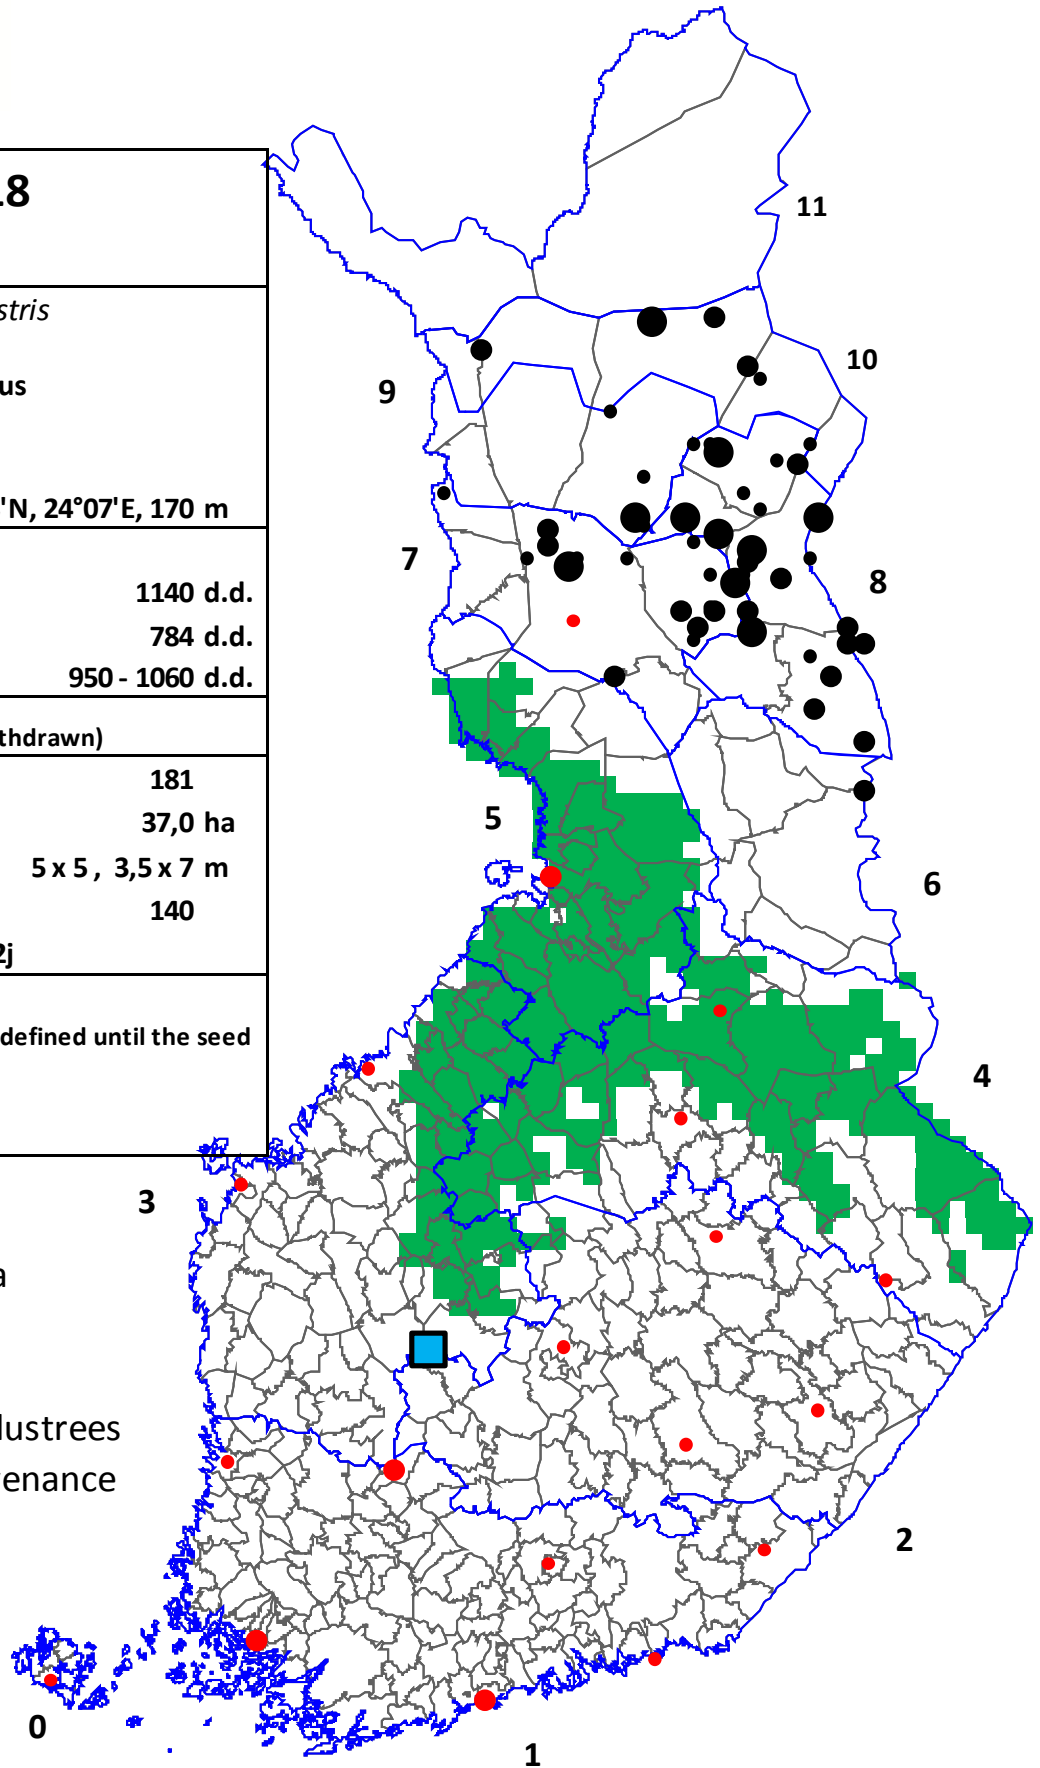 .8
stris
us
'N, 24°07'E, 170 m
1140 d.d.
784 d.d.
950 - 1060 d.d.
thdrawn)
181
37,0 ha
5 x 5 , 3,5 x 7 m
140
2j
defined until the seed
a
lustrees
venance
11
10
9
7
8
5
6
4
3
2
0
1